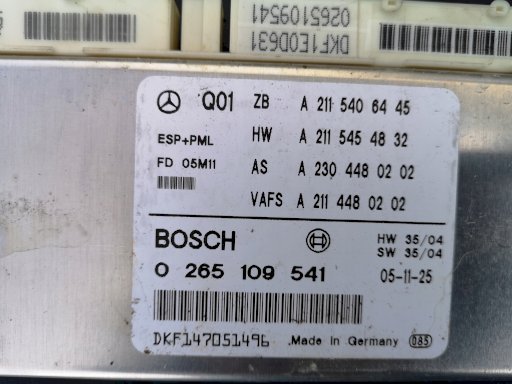 0265109541
DKF1E0D631
Q01 ZB A 211 540 64 45
ESP+PML HW A 211 545 48 32
FD 05M11 AS A 230 448 02 02
VAFS A 211 448 02 02
BOSCH HW 35/04
SW 35/04
0 265 109 541 05-11-25
DKF147051496 Made in Germany 085